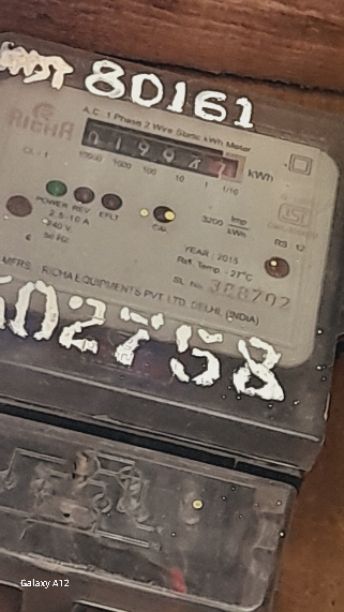 80161
RICHA
A.C. 1 Phase 2 Wire Static kWh Meter
kWh
10000 1000 100 10 1 1/10
POWER REV EFLT
CAL
3200 Imp/kWh
2.5-10 A
240 V
50 Hz
RS 12
YEAR : 2015
Ref. Temp : 27°C
SL No.
MFRS. : RICHA EQUIPMENTS PVT. LTD. DELHI, (INDIA)
02758
Galaxy A12